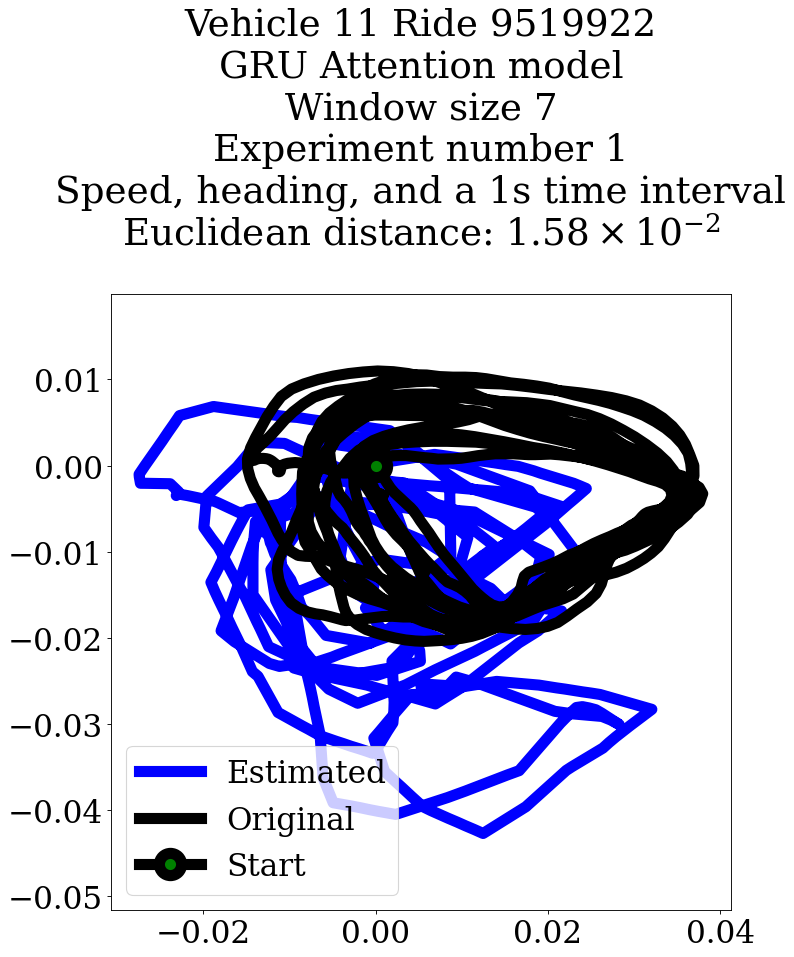 Vehicle 11 Ride 9519922
GRU Attention model
Window size 7
Experiment number 1
Speed, heading, and a 1s time interval
Euclidean distance: 1.58 × 10⁻²
0.01
0.00
−0.01
−0.02
−0.03
−0.04
−0.05
Estimated
Original
Start
−0.02
0.00
0.02
0.04